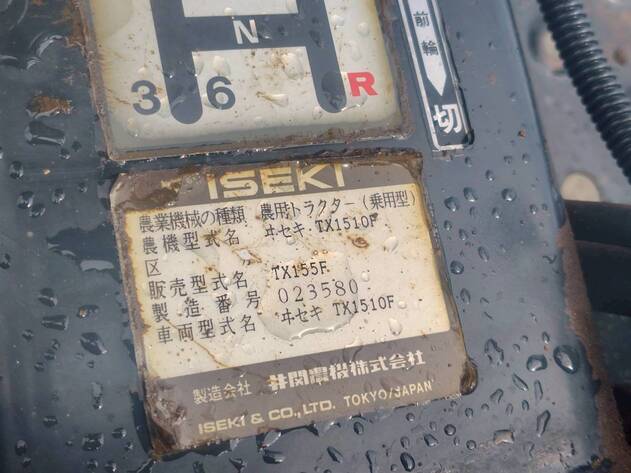 N
3 6 R
前輪
切
ISEKI
農業機械の種類 農用トラクター(乗用型)
農機型式名 ヰセキ TX1510F
区
販売型式名 TX155F
製造番号 023580
車両型式名 ヰセキ TX1510F
製造会社 井関農機株式会社
ISEKI & CO., LTD. TOKYO/JAPAN